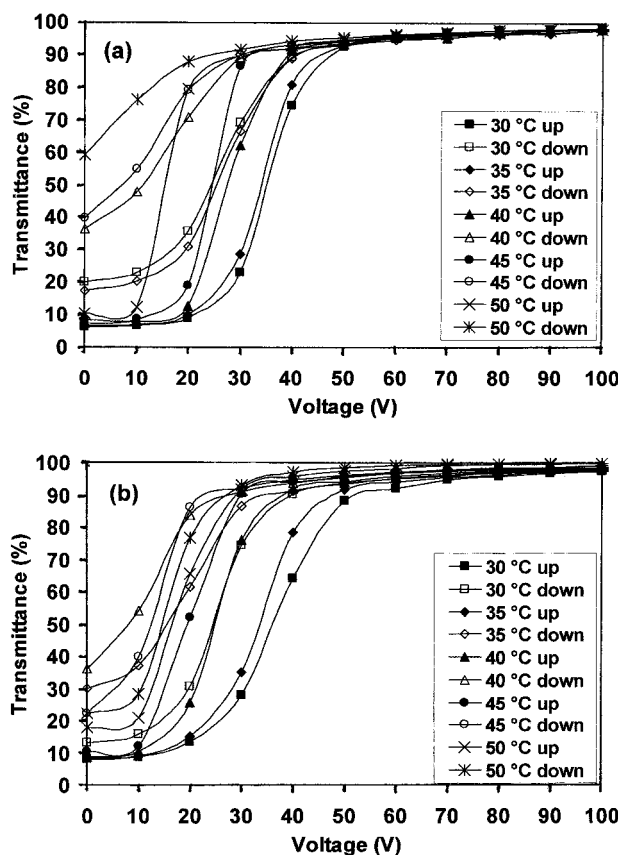 (a)
Transmittance (%)
100
90
80
70
60
50
40
30
20
10
0
0 10 20 30 40 50 60 70 80 90 100
Voltage (V)
30 °C up
30 °C down
35 °C up
35 °C down
40 °C up
40 °C down
45 °C up
45 °C down
50 °C up
50 °C down
(b)
Transmittance (%)
100
90
80
70
60
50
40
30
20
10
0
0 10 20 30 40 50 60 70 80 90 100
Voltage (V)
30 °C up
30 °C down
35 °C up
35 °C down
40 °C up
40 °C down
45 °C up
45 °C down
50 °C up
50 °C down